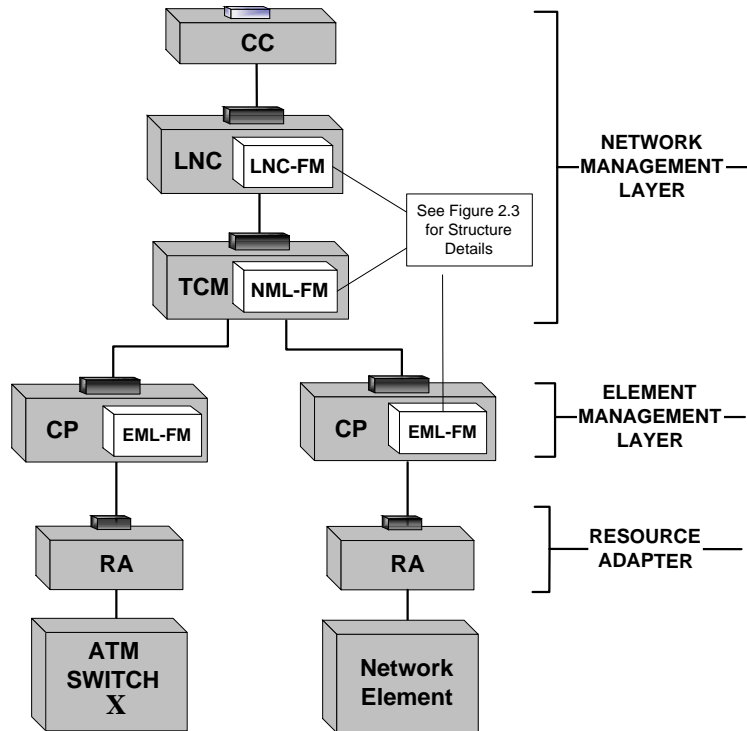 CC
LNC
LNC-FM
NETWORK
MANAGEMENT
LAYER
See Figure 2.3
for Structure
Details
TCM
NML-FM
CP
EML-FM
CP
EML-FM
ELEMENT
MANAGEMENT
LAYER
RA
RA
RESOURCE
ADAPTER
ATM
SWITCH
X
Network
Element